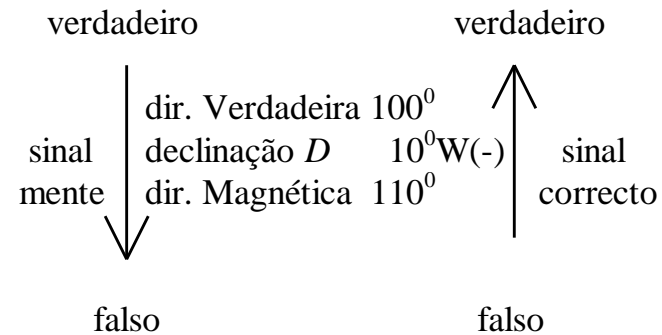 verdadeiro verdadeiro
dir. Verdadeira 100⁰
sinal declinação D 10⁰W(-) sinal
mente dir. Magnética 110⁰ correcto
falso falso